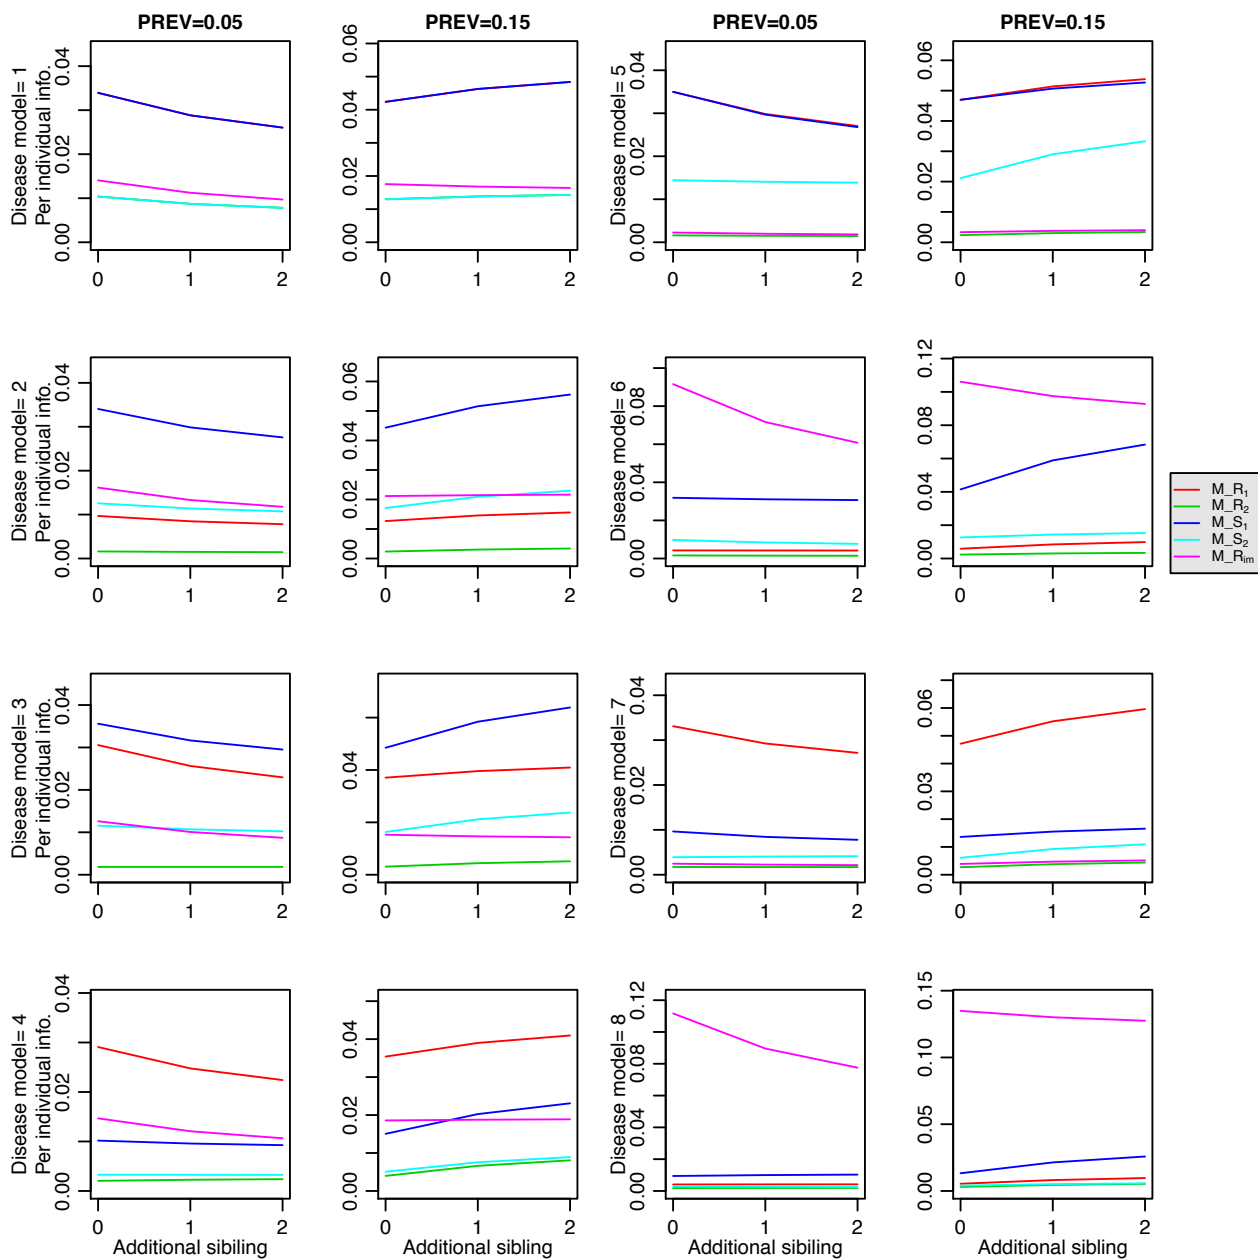 PREV=0.05
PREV=0.15
PREV=0.05
PREV=0.15
Disease model= 1
Per individual info.
0.00 0.02 0.04
0 1 2
0.00 0.02 0.04 0.06
0 1 2
Disease model= 5
0.00 0.02 0.04
0 1 2
0.00 0.02 0.04 0.06
0 1 2
Disease model= 2
Per individual info.
0.00 0.02 0.04
0 1 2
0.00 0.02 0.04 0.06
0 1 2
Disease model= 6
0.00 0.04 0.08
0 1 2
0.00 0.04 0.08 0.12
0 1 2
M_R1
M_R2
M_S1
M_S2
M_Rim
Disease model= 3
Per individual info.
0.00 0.02 0.04
0 1 2
0.00 0.04
0 1 2
Disease model= 7
0.00 0.02 0.04
0 1 2
0.00 0.03 0.06
0 1 2
Disease model= 4
Per individual info.
0.00 0.02 0.04
0 1 2
Additional sibiling
0.00 0.02 0.04
0 1 2
Additional sibling
Disease model= 8
0.00 0.04 0.08 0.12
0 1 2
Additional sibling
0.00 0.05 0.10 0.15
0 1 2
Additional sibling